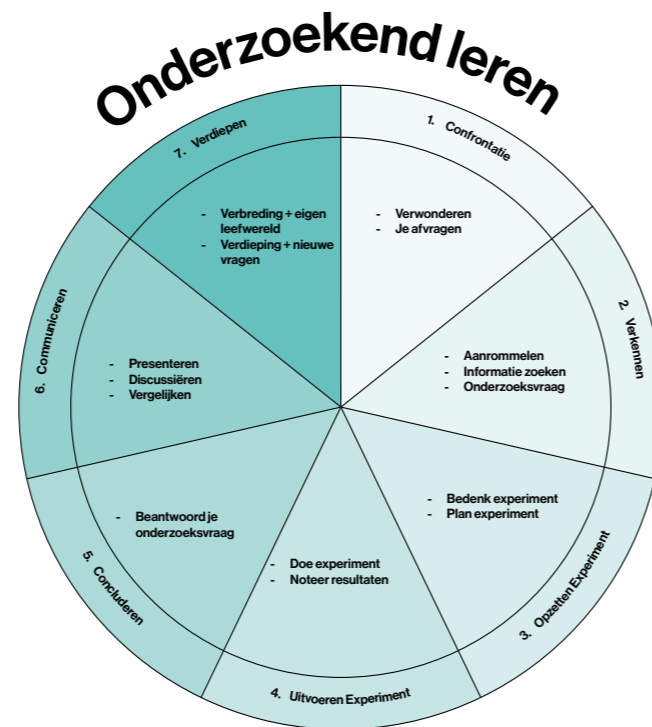 Onderzoekend leren
1. Confrontatie
- Verwonderen
- Je afvragen
2. Verkennen
- Aanrommelen
- Informatie zoeken
- Onderzoeksvraag
3. Opzetten Experiment
- Bedenk experiment
- Plan experiment
4. Uitvoeren Experiment
- Doe experiment
- Noteer resultaten
5. Concluderen
- Beantwoord je
onderzoeksvraag
6. Communiceren
- Presenteren
- Discussiëren
- Vergelijken
7. Verdiepen
- Verbreding + eigen
leefwereld
- Verdieping + nieuwe
vragen